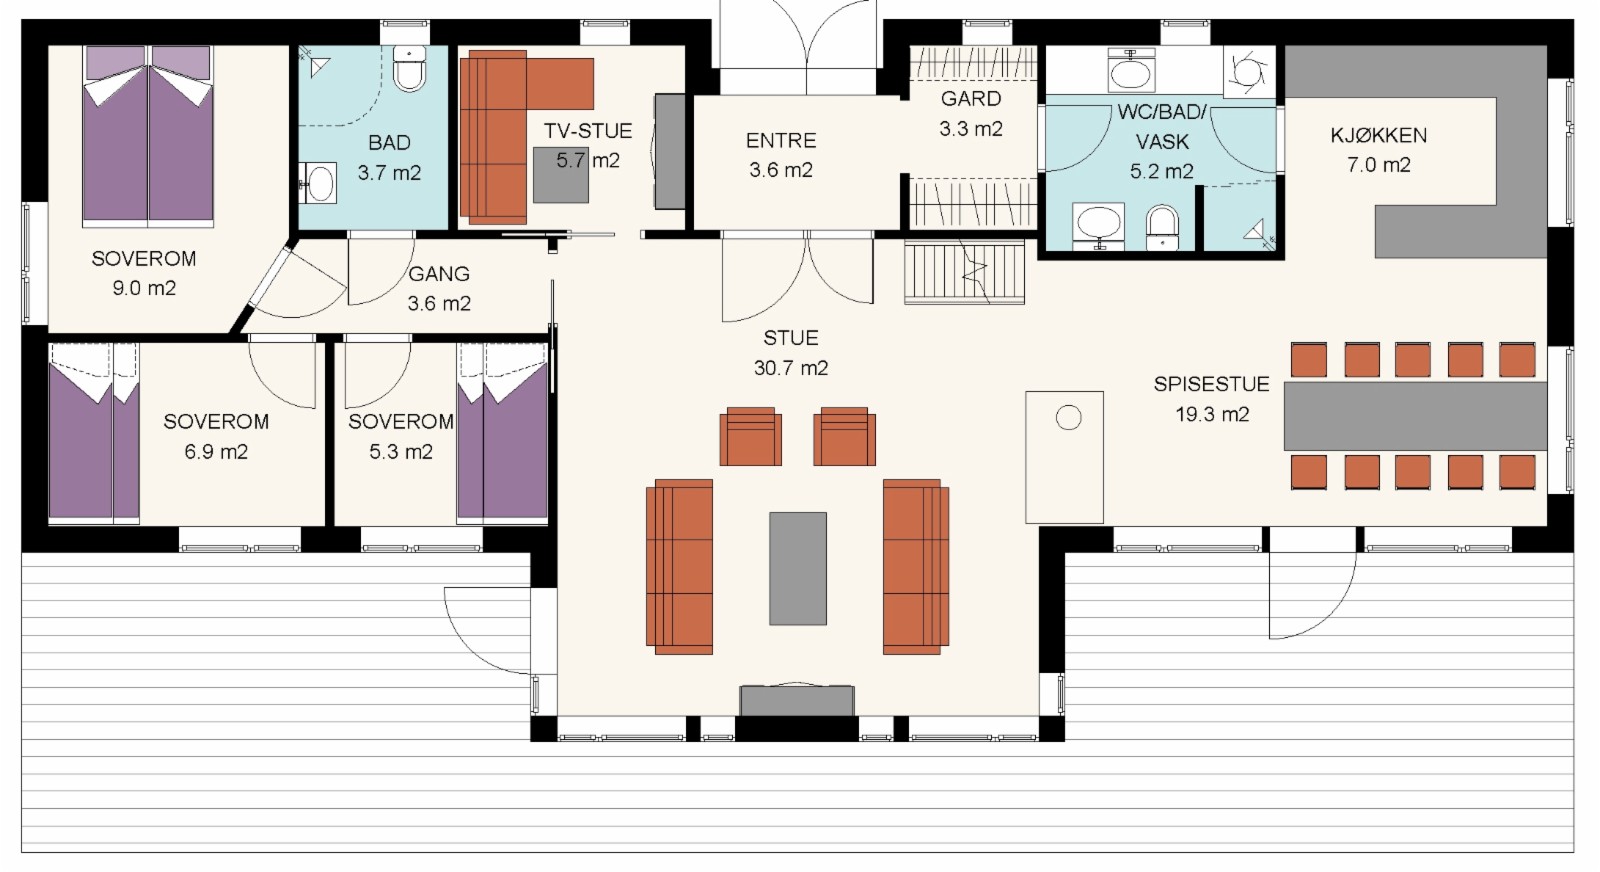 SOVEROM
9.0 m2
BAD
3.7 m2
TV-STUE
5.7 m2
ENTRE
3.6 m2
GARD
3.3 m2
WC/BAD/
VASK
5.2 m2
KJØKKEN
7.0 m2
GANG
3.6 m2
STUE
30.7 m2
SPISESTUE
19.3 m2
SOVEROM
6.9 m2
SOVEROM
5.3 m2